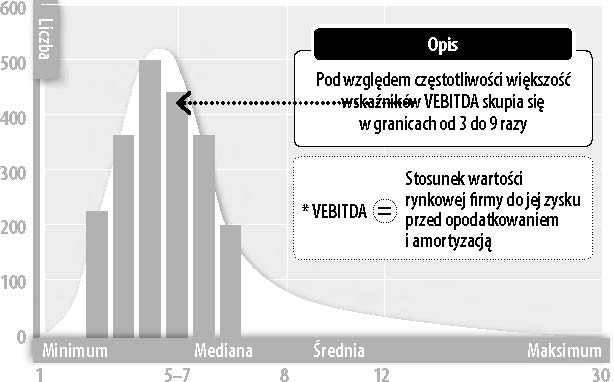 600
500
400
300
200
100
0
Liczba
Opis
Pod względem częstotliwości większość
wskaźników VEBITDA skupia się
w granicach od 3 do 9 razy
* VEBITDA =
Stosunek wartości
rynkowej firmy do jej zysku
przed opodatkowaniem
i amortyzacją
Minimum Mediana Średnia Maksimum
1 5–7 8 12 30